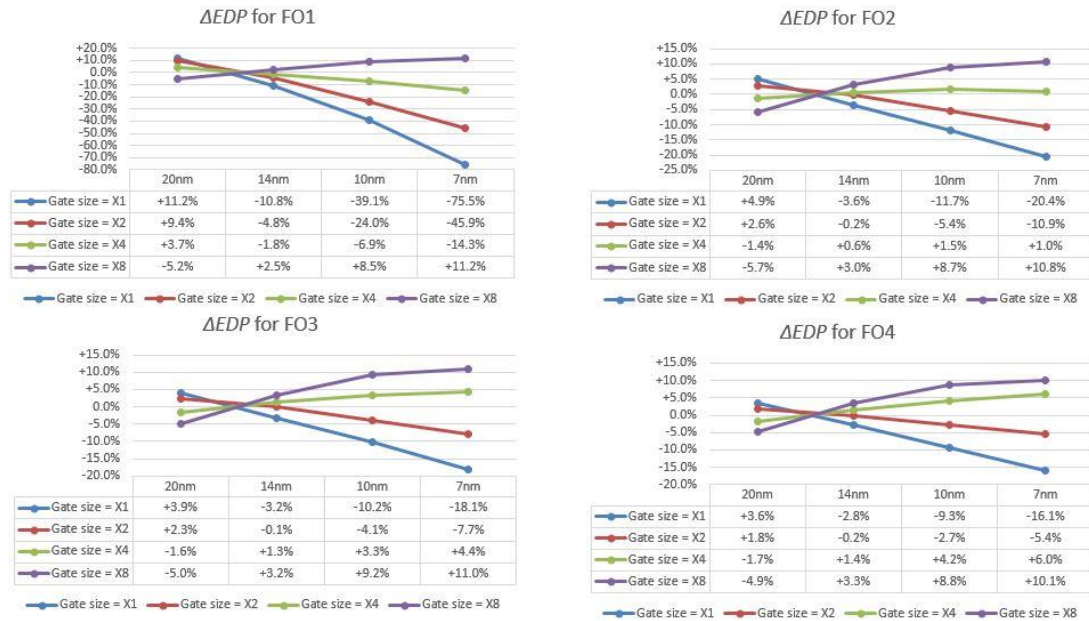 ΔEDP for FO1
+20.0%
+10.0%
0.0%
-10.0%
-20.0%
-30.0%
-40.0%
-50.0%
-60.0%
-70.0%
-80.0%
20nm 14nm 10nm 7nm
Gate size = X1 +11.2% -10.8% -39.1% -75.5%
Gate size = X2 +9.4% -4.8% -24.0% -45.9%
Gate size = X4 +3.7% -1.8% -6.9% -14.3%
Gate size = X8 -5.2% +2.5% +8.5% +11.2%
Gate size = X1 Gate size = X2 Gate size = X4 Gate size = X8
ΔEDP for FO2
+15.0%
+10.0%
+5.0%
0.0%
-5.0%
-10.0%
-15.0%
-20.0%
-25.0%
20nm 14nm 10nm 7nm
Gate size = X1 +4.9% -3.6% -11.7% -20.4%
Gate size = X2 +2.6% -0.2% -5.4% -10.9%
Gate size = X4 -1.4% +0.6% +1.5% +1.0%
Gate size = X8 -5.7% +3.0% +8.7% +10.8%
Gate size = X1 Gate size = X2 Gate size = X4 Gate size = X8
ΔEDP for FO3
+15.0%
+10.0%
+5.0%
0.0%
-5.0%
-10.0%
-15.0%
-20.0%
20nm 14nm 10nm 7nm
Gate size = X1 +3.9% -3.2% -10.2% -18.1%
Gate size = X2 +2.3% -0.1% -4.1% -7.7%
Gate size = X4 -1.6% +1.3% +3.3% +4.4%
Gate size = X8 -5.0% +3.2% +9.2% +11.0%
Gate size = X1 Gate size = X2 Gate size = X4 Gate size = X8
ΔEDP for FO4
+15.0%
+10.0%
+5.0%
0.0%
-5.0%
-10.0%
-15.0%
-20.0%
20nm 14nm 10nm 7nm
Gate size = X1 +3.6% -2.8% -9.3% -16.1%
Gate size = X2 +1.8% -0.2% -2.7% -5.4%
Gate size = X4 -1.7% +1.4% +4.2% +6.0%
Gate size = X8 -4.9% +3.3% +8.8% +10.1%
Gate size = X1 Gate size = X2 Gate size = X4 Gate size = X8